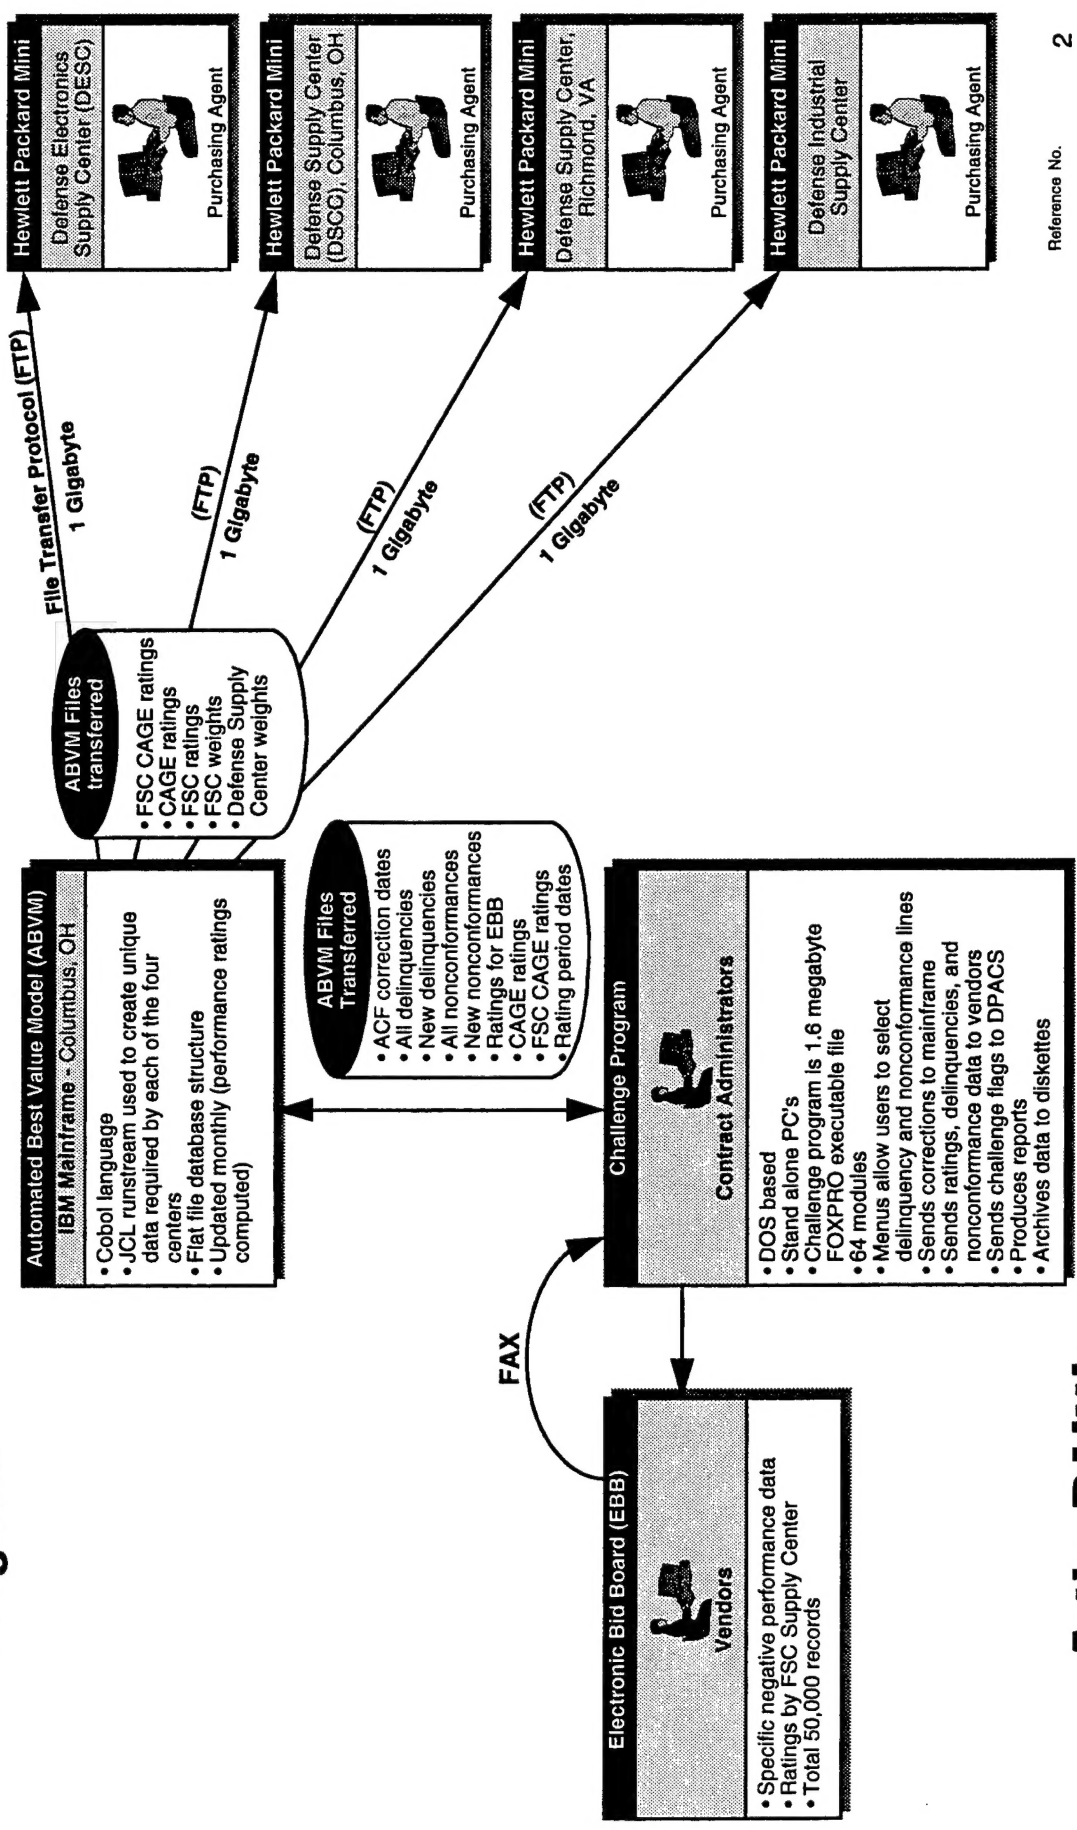 Automated Best Value Model (ABVM)
IBM Mainframe - Columbus, OH
• Cobol language
• JCL runstream used to create unique
data required by each of the four
centers
• Flat file database structure
• Updated monthly (performance ratings
computed)
ABVM Files
transferred
• FSC CAGE ratings
• CAGE ratings
• FSC ratings
• FSC weights
• Defense Supply
Center weights
File Transfer Protocol (FTP)
1 Gigabyte
(FTP)
1 Gigabyte
(FTP)
1 Gigabyte
(FTP)
1 Gigabyte
Hewlett Packard Mini
Defense Electronics
Supply Center (DESC)
Purchasing Agent
Hewlett Packard Mini
Defense Supply Center
(DSCC), Columbus, OH
Purchasing Agent
Hewlett Packard Mini
Defense Supply Center,
Richmond, VA
Purchasing Agent
Hewlett Packard Mini
Defense Industrial
Supply Center
Purchasing Agent
ABVM Files
Transferred
• ACF correction dates
• All delinquencies
• New delinquencies
• All nonconformances
• New nonconformances
• Ratings for EBB
• CAGE ratings
• FSC CAGE ratings
• Rating period dates
FAX
Electronic Bid Board (EBB)
Vendors
• Specific negative performance data
• Ratings by FSC Supply Center
• Total 50,000 records
Challenge Program
Contract Administrators
• DOS based
• Stand alone PC's
• Challenge program is 1.6 megabyte
FOXPRO executable file
• 64 modules
• Menus allow users to select
delinquency and nonconformance lines
• Sends corrections to mainframe
• Sends ratings, delinquencies, and
nonconformance data to vendors
• Sends challenge flags to DPACS
• Produces reports
• Archives data to diskettes
Reference No. 2